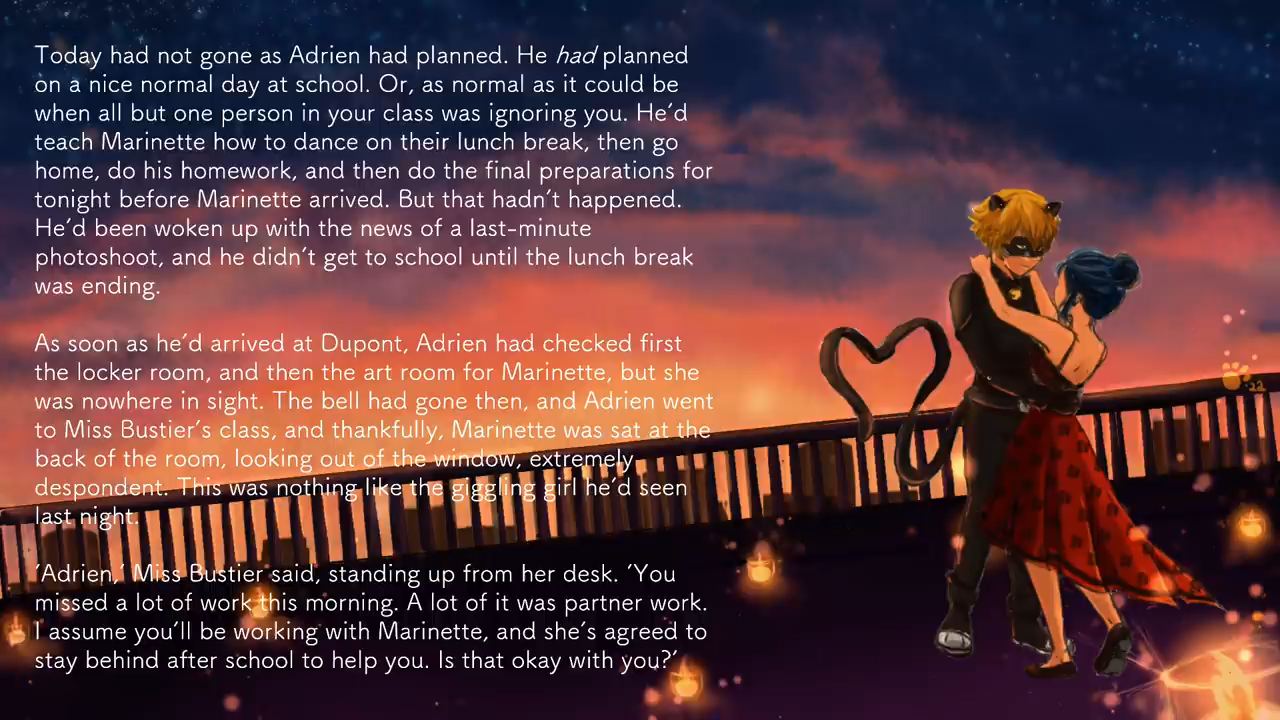 Today had not gone as Adrien had planned. He had planned
on a nice normal day at school. Or, as normal as it could be
when all but one person in your class was ignoring you. He'd
teach Marinette how to dance on their lunch break, then go
home, do his homework, and then do the final preparations for
tonight before Marinette arrived. But that hadn't happened.
He'd been woken up with the news of a last-minute
photoshoot, and he didn't get to school until the lunch break
was ending.
As soon as he'd arrived at Dupont, Adrien had checked first
the locker room, and then the art room for Marinette, but she
was nowhere in sight. The bell had gone then, and Adrien went
to Miss Bustier's class, and thankfully, Marinette was sat at the
back of the room, looking out of the window, extremely
despondent. This was nothing like the giggling girl he'd seen
last night.
'Adrien,' Miss Bustier said, standing up from her desk. 'You
missed a lot of work this morning. A lot of it was partner work.
I assume you'll be working with Marinette, and she's agreed to
stay behind after school to help you. Is that okay with you?'